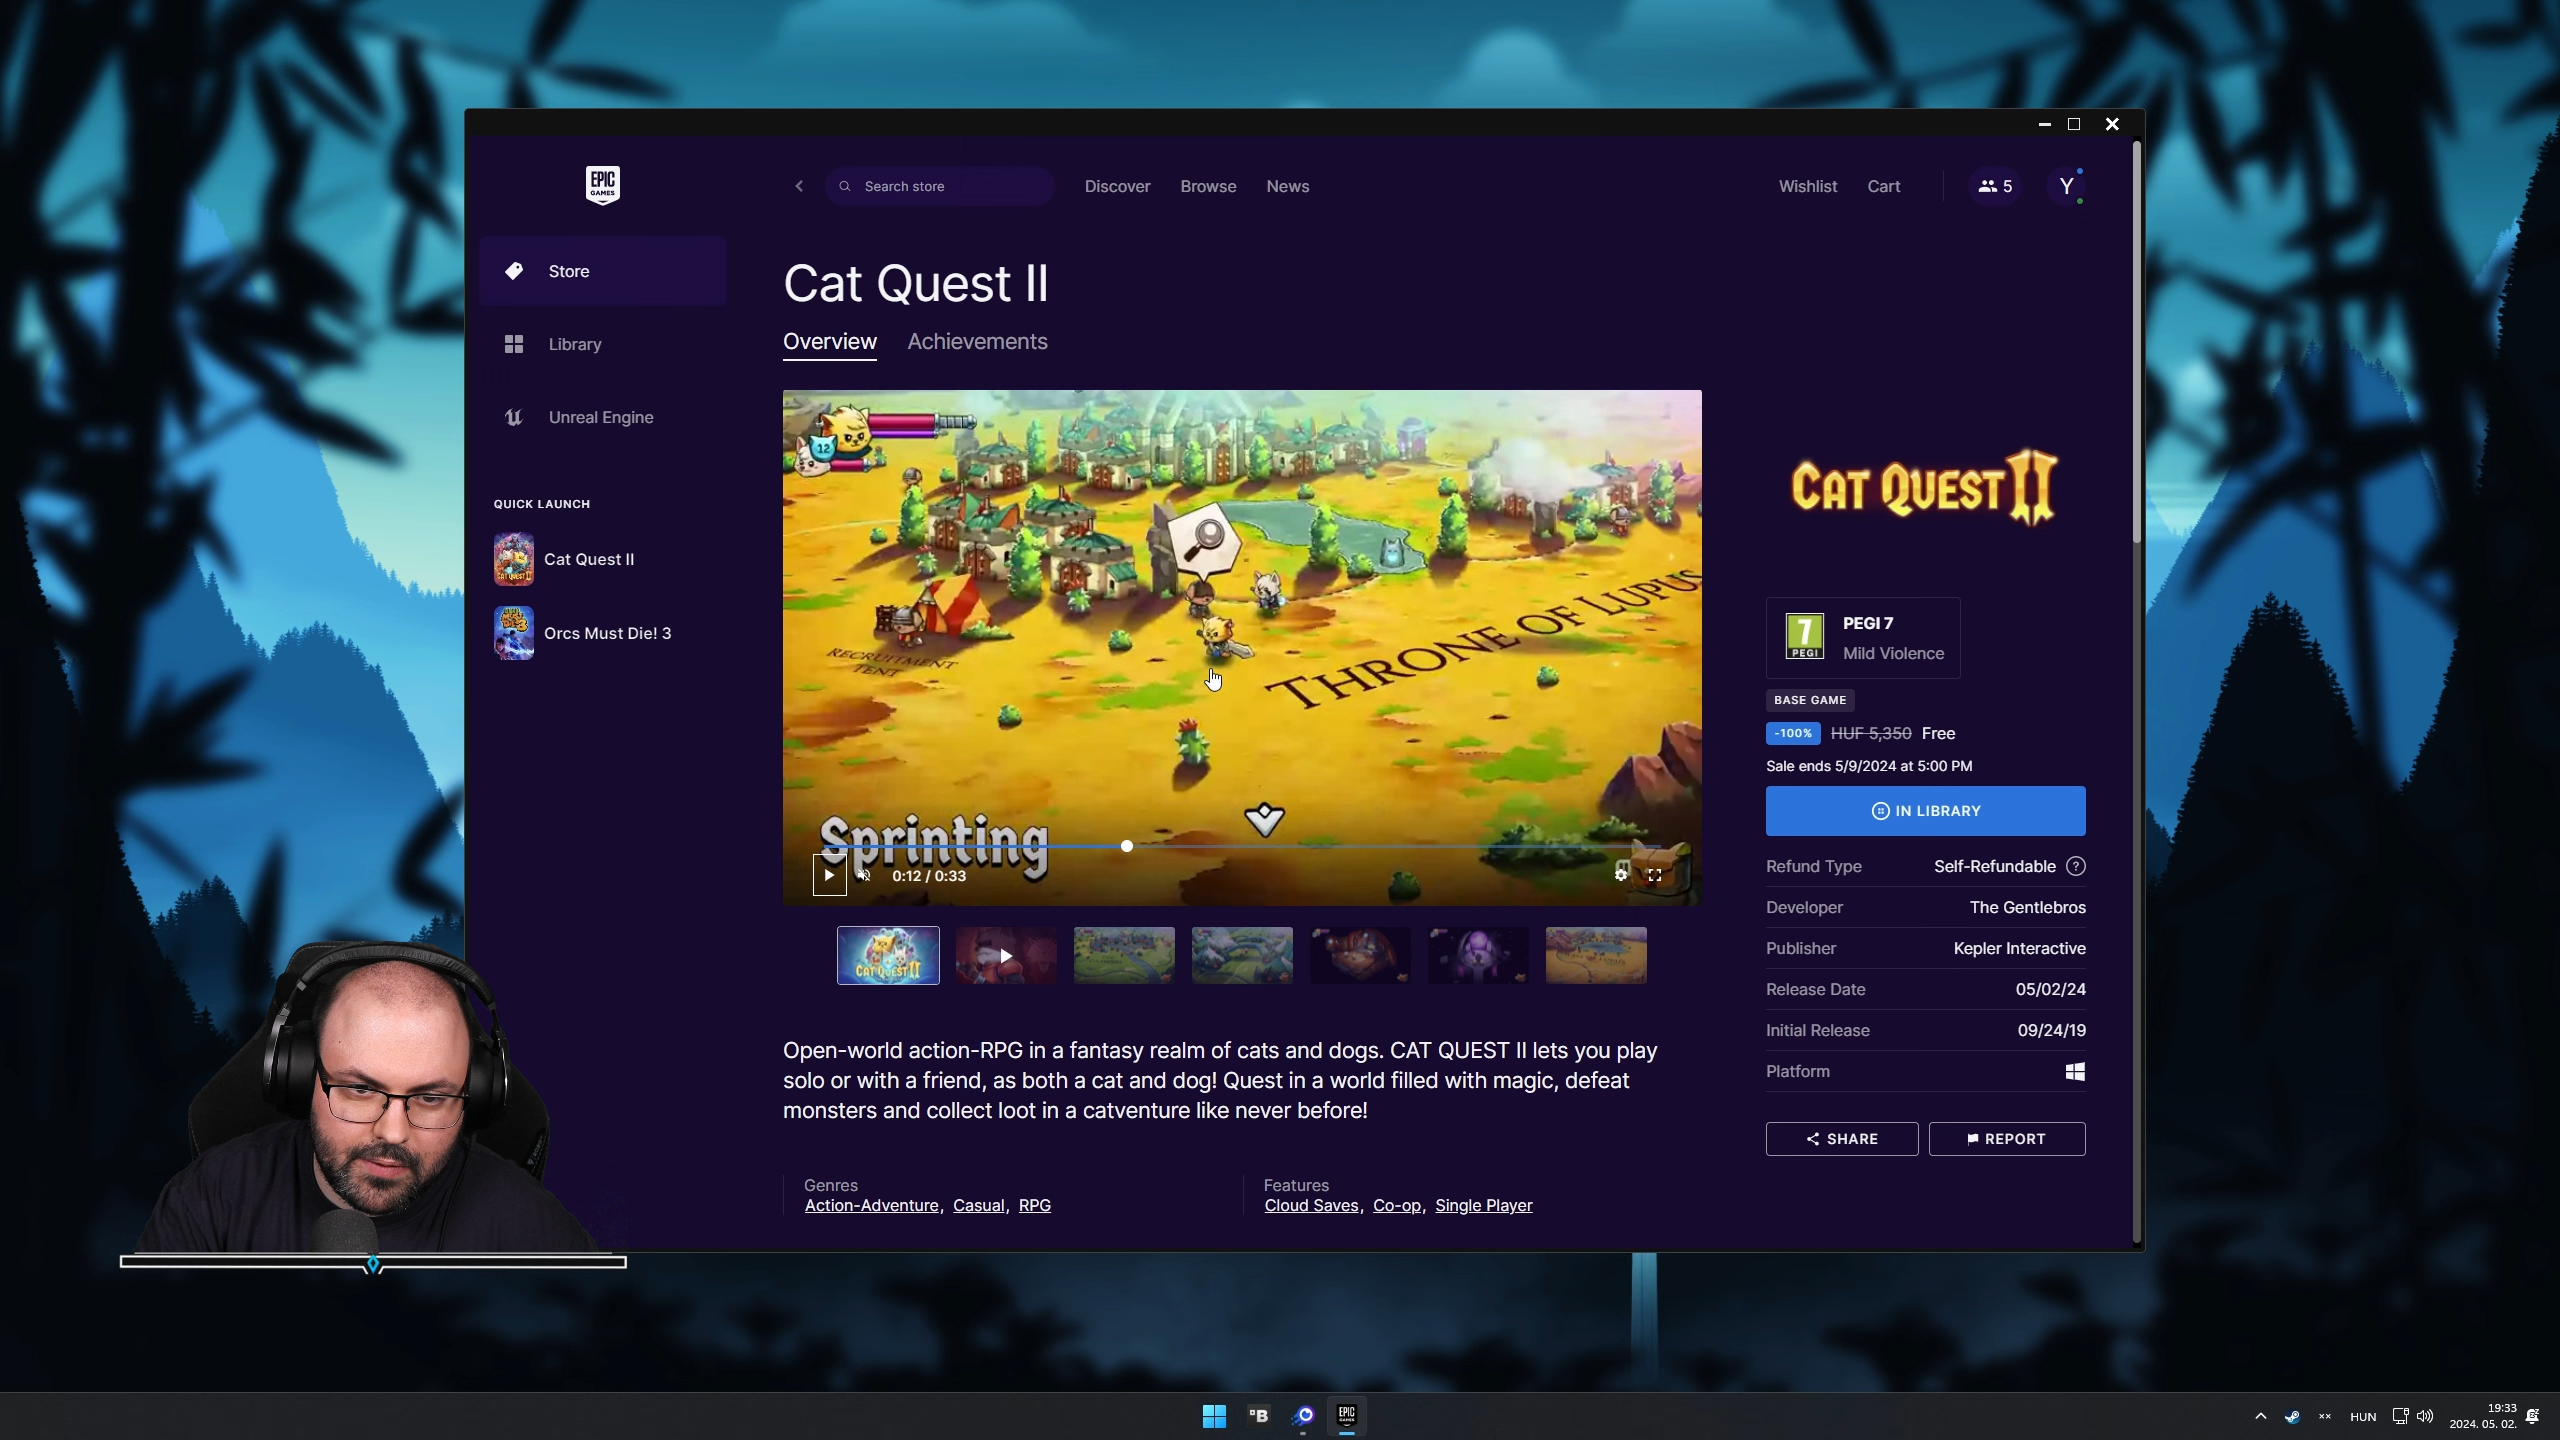 EPIC
GAMES
Search store
Discover
Browse
News
Wishlist
Cart
5
Y
Store
Library
Unreal Engine
QUICK LAUNCH
Cat Quest II
Orcs Must Die! 3
Cat Quest II
Overview
Achievements
12
RECRUITMENT
TENT
THRONE OF LUPUS
Sprinting
0:12 / 0:33
CAT QUEST II
CAT QUEST II
7
PEGI
PEGI 7
Mild Violence
BASE GAME
-100%
HUF 5,350
Free
Sale ends 5/9/2024 at 5:00 PM
IN LIBRARY
Refund Type
Self-Refundable
?
Developer
The Gentlebros
Publisher
Kepler Interactive
Release Date
05/02/24
Initial Release
09/24/19
Platform
SHARE
REPORT
Open-world action-RPG in a fantasy realm of cats and dogs. CAT QUEST II lets you play
solo or with a friend, as both a cat and dog! Quest in a world filled with magic, defeat
monsters and collect loot in a catventure like never before!
Genres
Action-Adventure, Casual, RPG
Features
Cloud Saves, Co-op, Single Player
B
EPIC
GAMES
HUN
19:33
2024. 05. 02.